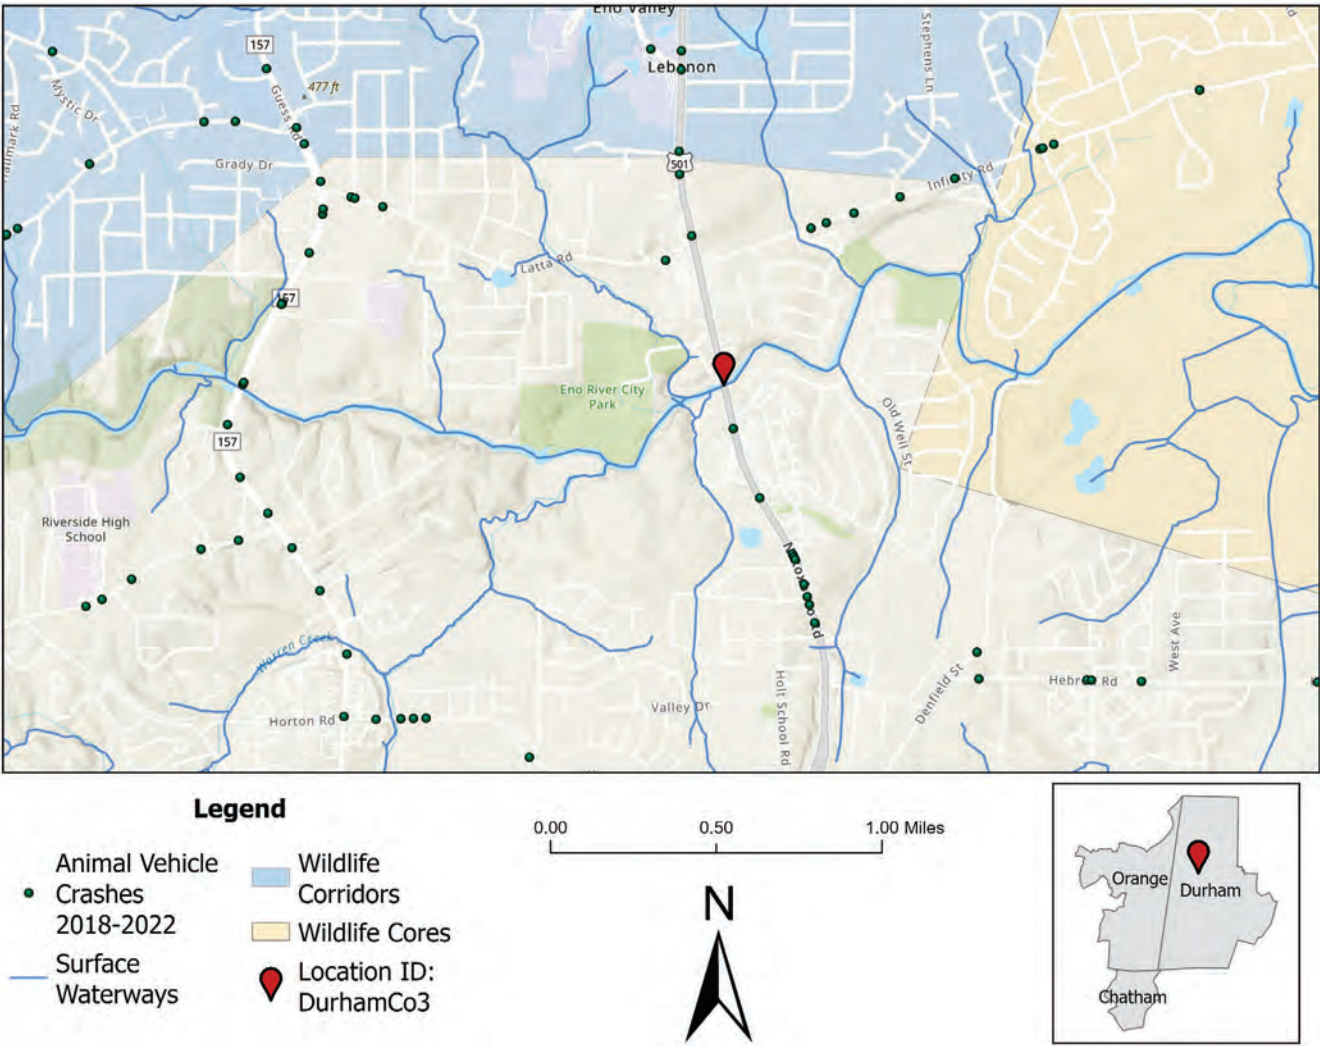 Eno Valley
157
Lebanon
Stephens Ln
477 ft
Mystic Dr
Guess Rd
Hallmark Rd
Grady Dr
501
Infinity Rd
Latta Rd
157
Eno River City
Park
Old Weil St
157
Riverside High
School
Warren Creek
West Ave
Denfield St
Holt School Rd
Valley Dr
Horton Rd
Rd
Legend
Animal Vehicle
Crashes
2018-2022
Surface
Waterways
Wildlife
Corridors
Wildlife Cores
Location ID:
DurhamCo3
0.00 0.50 1.00 Miles
N
Orange
Durham
Chatham